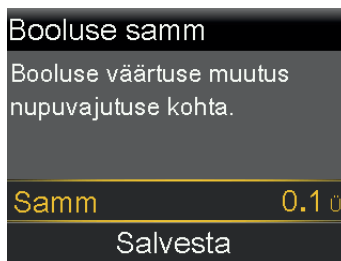 Booluse samm
Booluse väärtuse muutus
nupuvajutuse kohta.
Samm 0.1 ü
Salvesta